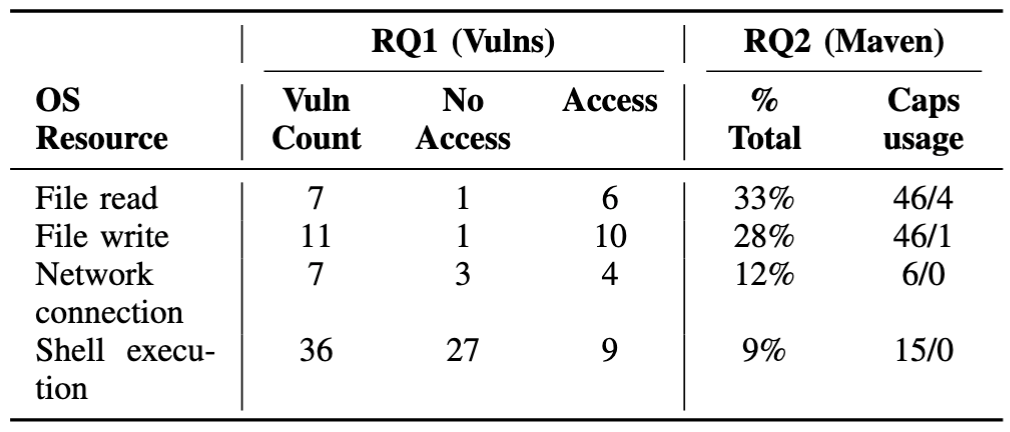 RQ1 (Vulns) RQ2 (Maven)
OS Vuln No Access % Caps
Resource Count Access Total usage
File read 7 1 6 33% 46/4
File write 11 1 10 28% 46/1
Network 7 3 4 12% 6/0
connection
Shell execu- 36 27 9 9% 15/0
tion